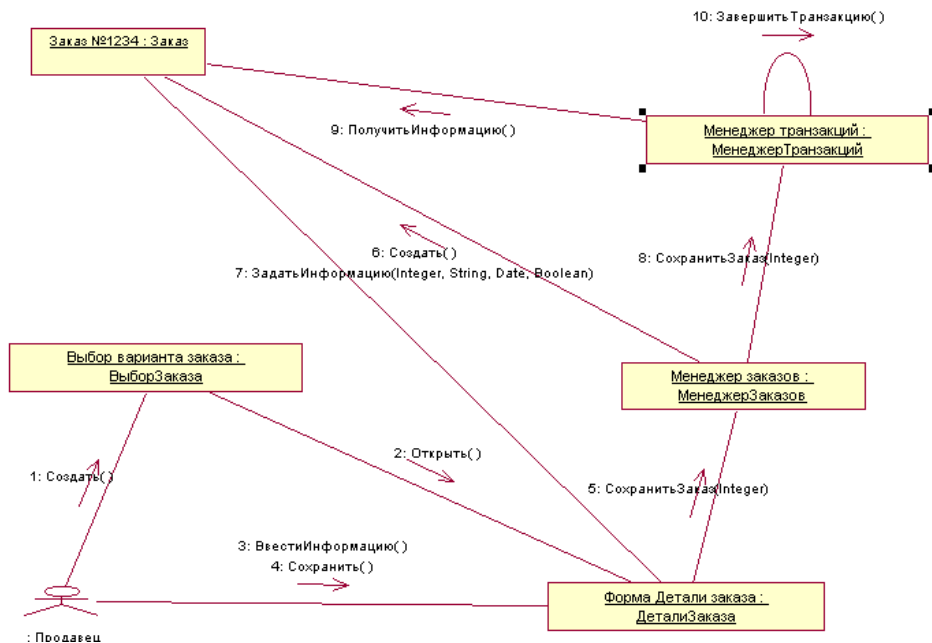 10: ЗавершитьТранзакцию( )
Заказ №1234 : Заказ
9: ПолучитьИнформацию( )
Менеджер транзакций :
МенеджерТранзакций
6: Создать( )
7: ЗадатьИнформацию(Integer, String, Date, Boolean)
8: СохранитьЗаказ(Integer)
Выбор варианта заказа :
ВыборЗаказа
Менеджер заказов :
МенеджерЗаказов
2: Открыть( )
1: Создать( )
5: СохранитьЗаказ(Integer)
3: ВвестиИнформацию( )
4: Сохранить( )
Форма Детали заказа :
ДеталиЗаказа
: Продавец